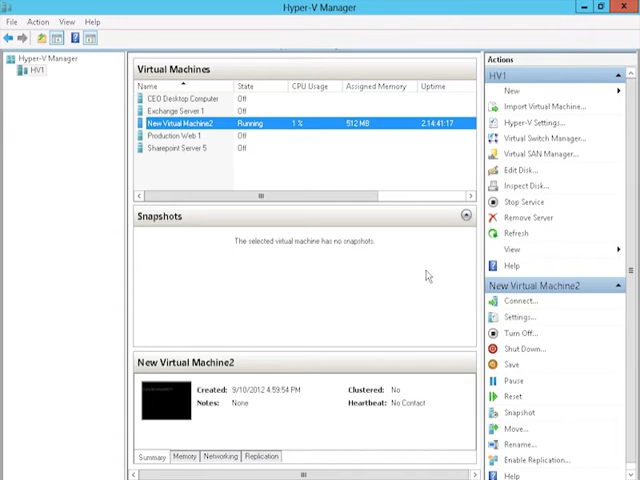 Hyper-V Manager
File Action View Help
Hyper-V Manager
HV1
Virtual Machines
Name State CPU Usage Assigned Memory Uptime
CEO Desktop Computer Off
Exchange Server 1 Off
New Virtual Machine2 Running 1 % 512 MB 2.14:41:17
Production Web 1 Off
Sharepoint Server 5 Off
Snapshots
The selected virtual machine has no snapshots.
New Virtual Machine2
Created: 9/10/2012 4:59:54 PM Clustered: No
Notes: None Heartbeat: No Contact
Summary Memory Networking Replication
Actions
HV1
New
Import Virtual Machine...
Hyper-V Settings...
Virtual Switch Manager...
Virtual SAN Manager...
Edit Disk...
Inspect Disk...
Stop Service
Remove Server
Refresh
View
Help
New Virtual Machine2
Connect...
Settings...
Turn Off...
Shut Down...
Save
Pause
Reset
Snapshot
Move...
Rename...
Enable Replication...
Help